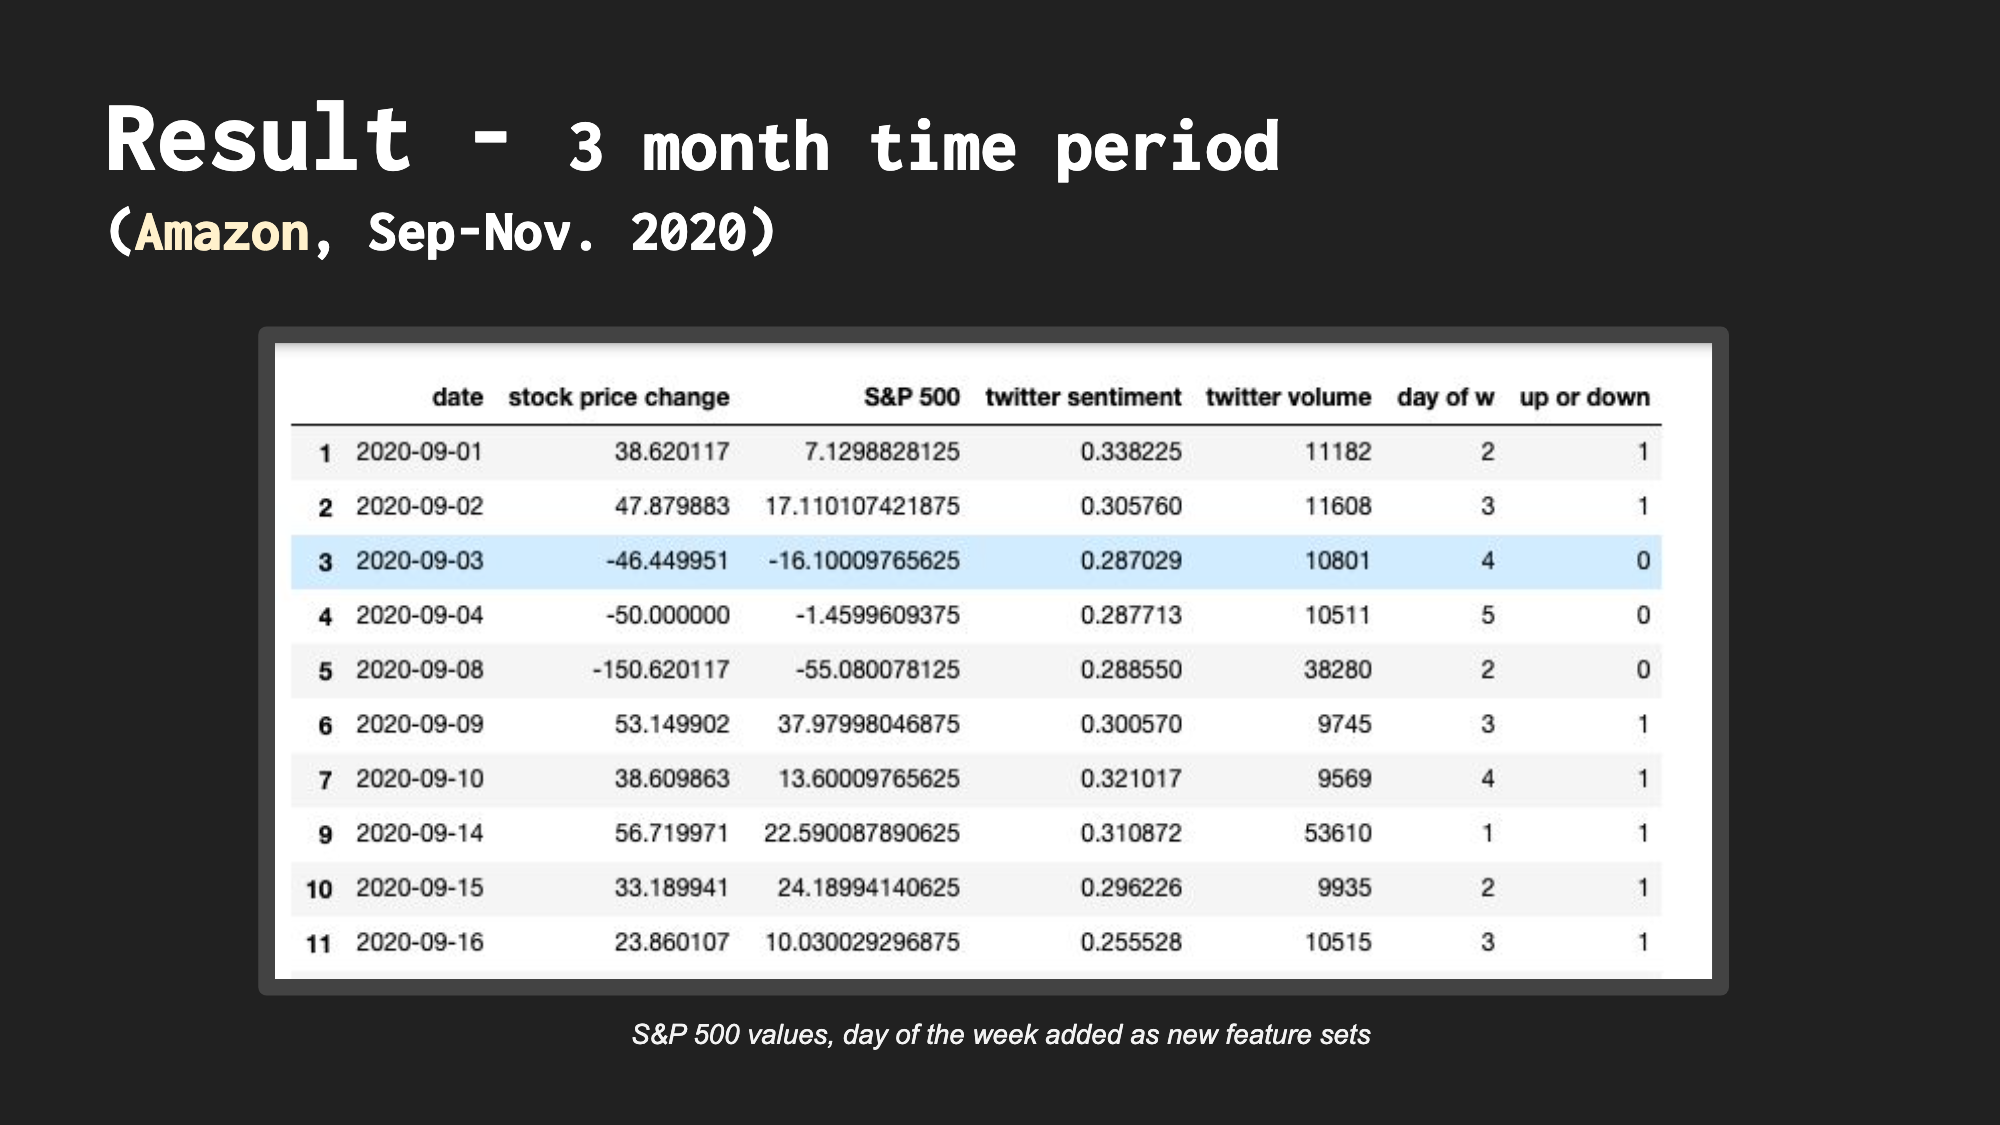 Result - 3 month time period
(Amazon, Sep-Nov. 2020)
date stock price change S&P 500 twitter sentiment twitter volume day of w up or down
1 2020-09-01 38.620117 7.1298828125 0.338225 11182 2 1
2 2020-09-02 47.879883 17.110107421875 0.305760 11608 3 1
3 2020-09-03 -46.449951 -16.10009765625 0.287029 10801 4 0
4 2020-09-04 -50.000000 -1.4599609375 0.287713 10511 5 0
5 2020-09-08 -150.620117 -55.080078125 0.288550 38280 2 0
6 2020-09-09 53.149902 37.97998046875 0.300570 9745 3 1
7 2020-09-10 38.609863 13.60009765625 0.321017 9569 4 1
9 2020-09-14 56.719971 22.590087890625 0.310872 53610 1 1
10 2020-09-15 33.189941 24.18994140625 0.296226 9935 2 1
11 2020-09-16 23.860107 10.030029296875 0.255528 10515 3 1
S&P 500 values, day of the week added as new feature sets